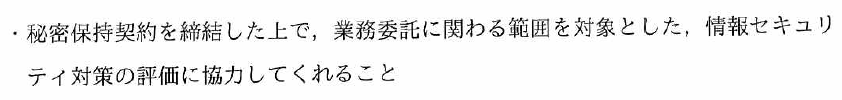 ・秘密保持契約を締結した上で，業務委託に関わる範囲を対象とした，情報セキュリ
ティ対策の評価に協力してくれること